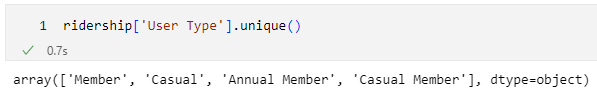 1 ridership['User Type'].unique()
0.7s
array(['Member', 'Casual', 'Annual Member', 'Casual Member'], dtype=object)